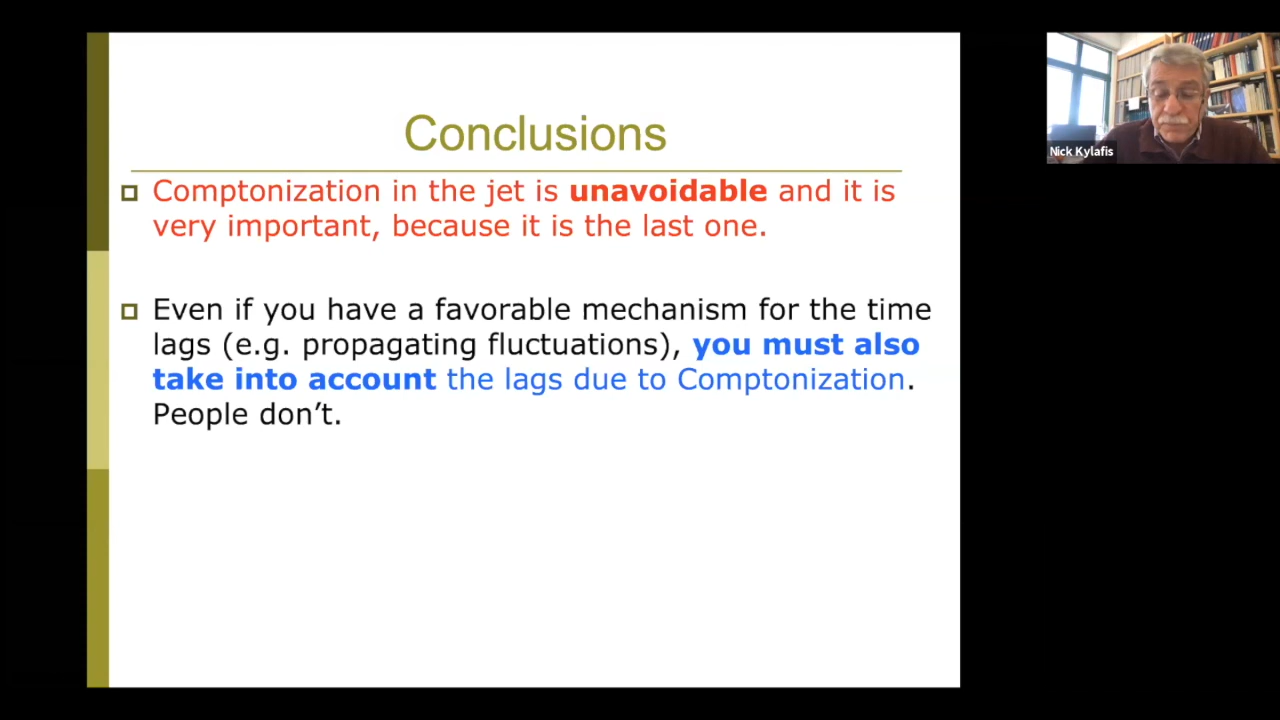 Conclusions
Comptonization in the jet is unavoidable and it is
very important, because it is the last one.
Even if you have a favorable mechanism for the time
lags (e.g. propagating fluctuations), you must also
take into account the lags due to Comptonization.
People don’t.
Nick Kylafis